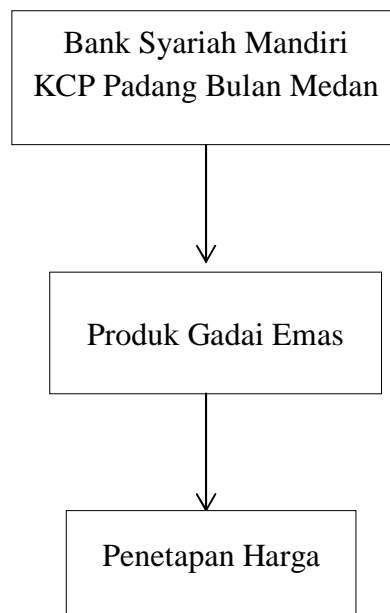 Bank Syariah Mandiri
KCP Padang Bulan Medan
Produk Gadai Emas
Penetapan Harga